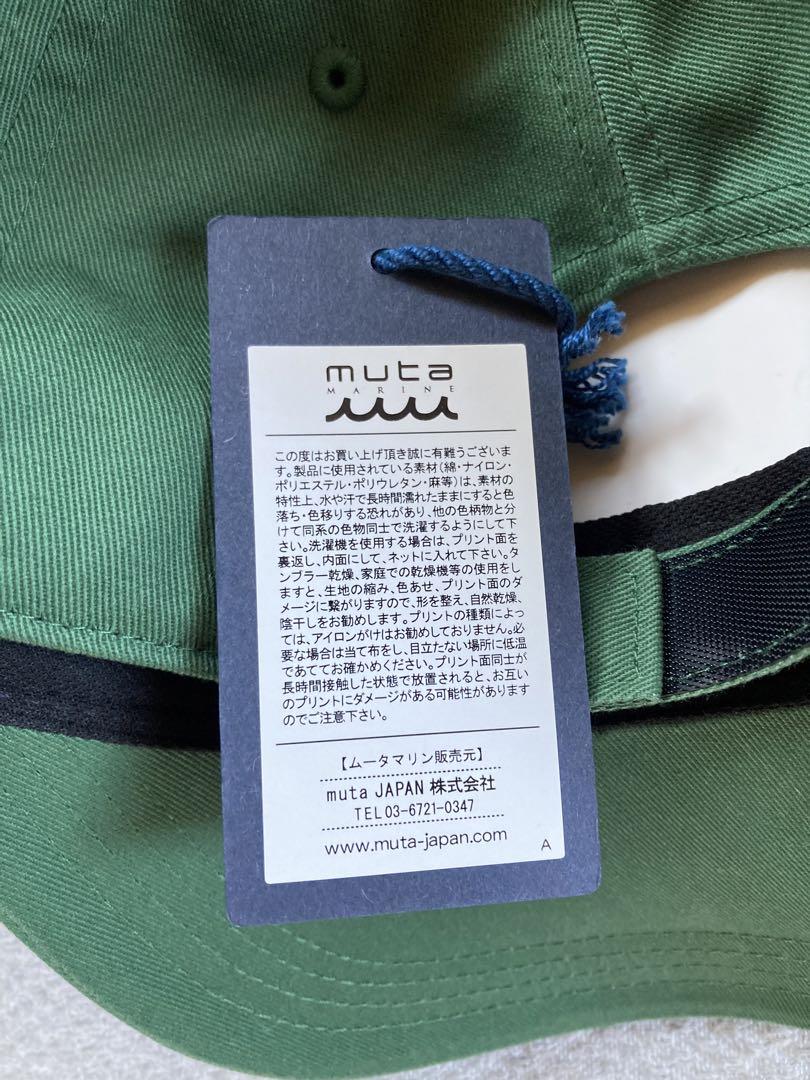 muta
MARINE
この度はお買い上げ頂き誠に有難うございま
す。製品に使用されている素材(綿・ナイロン・
ポリエステル・ポリウレタン・麻等)は、素材の
特性上、水や汗で長時間濡れたままにすると色
落ち・色移りする恐れがあり、他の色柄物と分
けて同系の色物同士で洗濯するようにして下
さい。洗濯機を使用する場合は、プリント面を
裏返し、内面にして、ネットに入れて下さい。タ
ンブラー乾燥、家庭での乾燥機等の使用をし
ますと、生地の縮み、色あせ、プリント面のダ
メージに繋がりますので、形を整え、自然乾燥、
陰干しをお勧めします。プリントの種類によっ
ては、アイロンがけはお勧めしておりません。必
要な場合は当て布をし、目立たない場所に低温
であててお確かめください。プリント面同士が
長時間接触した状態で放置されると、お互い
のプリントにダメージがある可能性があります
のでご注意下さい。
【ムータマリン販売元】
muta JAPAN 株式会社
TEL 03-6721-0347
www.muta-japan.com
A